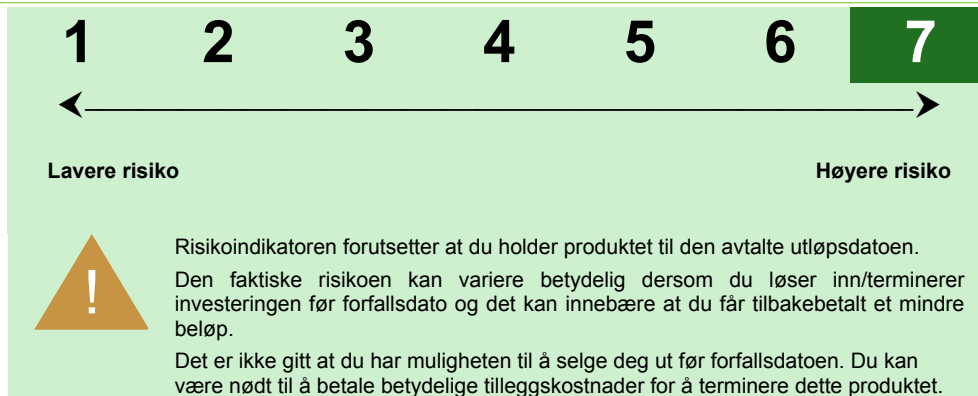 1 2 3 4 5 6 7
Lavere risiko Høyere risiko
!
Risikoindikatoren forutsetter at du holder produktet til den avtalte utløpsdatoen.
Den faktiske risikoen kan variere betydelig dersom du løser inn/terminerer
investeringen før forfallsdato og det kan innebære at du får tilbakebetalt et mindre
beløp.
Det er ikke gitt at du har muligheten til å selge deg ut før forfallsdatoen. Du kan
være nødt til å betale betydelige tilleggskostnader for å terminere dette produktet.